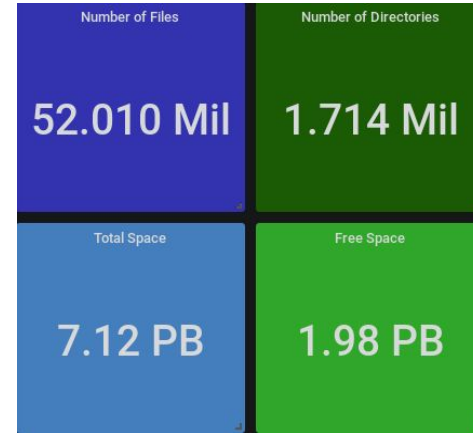 Number of Files
52.010 Mil
Number of Directories
1.714 Mil
Total Space
7.12 PB
Free Space
1.98 PB